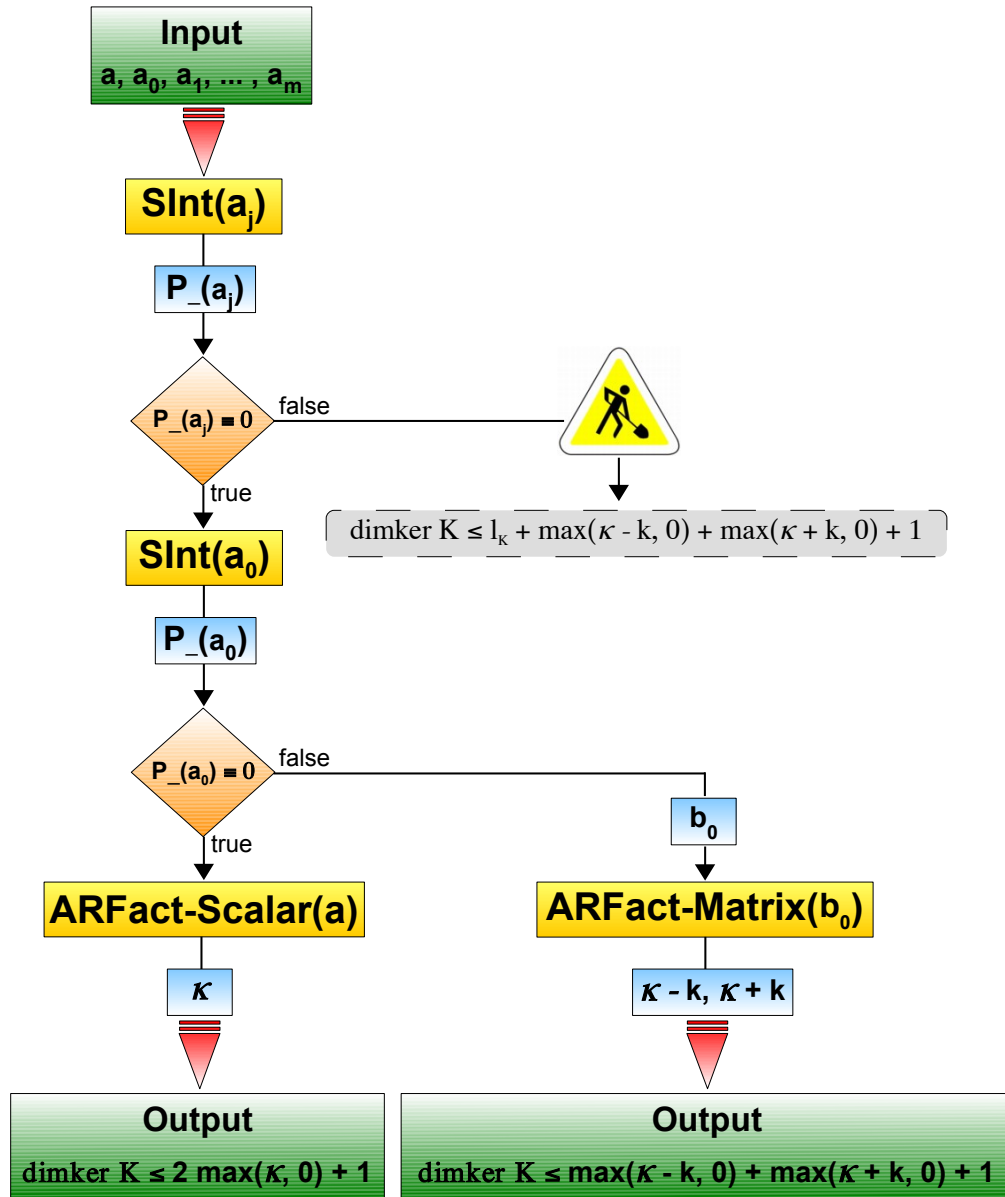 Input
a, a₀, a₁, ... , aₘ
SInt(aⱼ)
P_(aⱼ)
P_(aⱼ) ≡ 0
false
true
dimker K ≤ l_K + max(κ - k, 0) + max(κ + k, 0) + 1
SInt(a₀)
P_(a₀)
P_(a₀) ≡ 0
false
true
b₀
ARFact-Scalar(a)
ARFact-Matrix(b₀)
κ
κ - k, κ + k
Output
dimker K ≤ 2 max(κ, 0) + 1
Output
dimker K ≤ max(κ - k, 0) + max(κ + k, 0) + 1